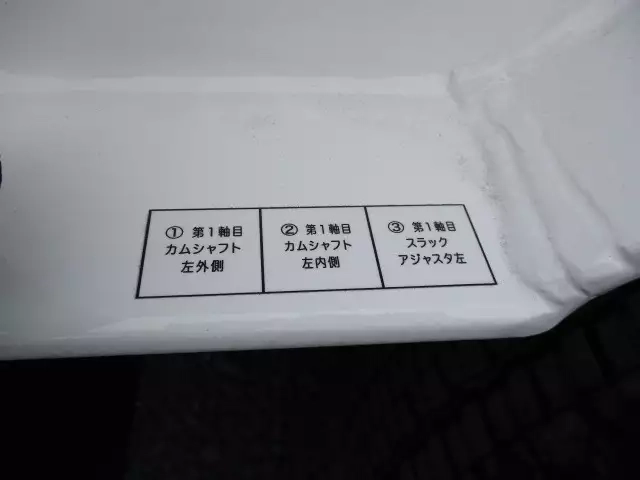 ① 第1軸目
カムシャフト
左外側
② 第1軸目
カムシャフト
左内側
③ 第1軸目
スラック
アジャスタ左